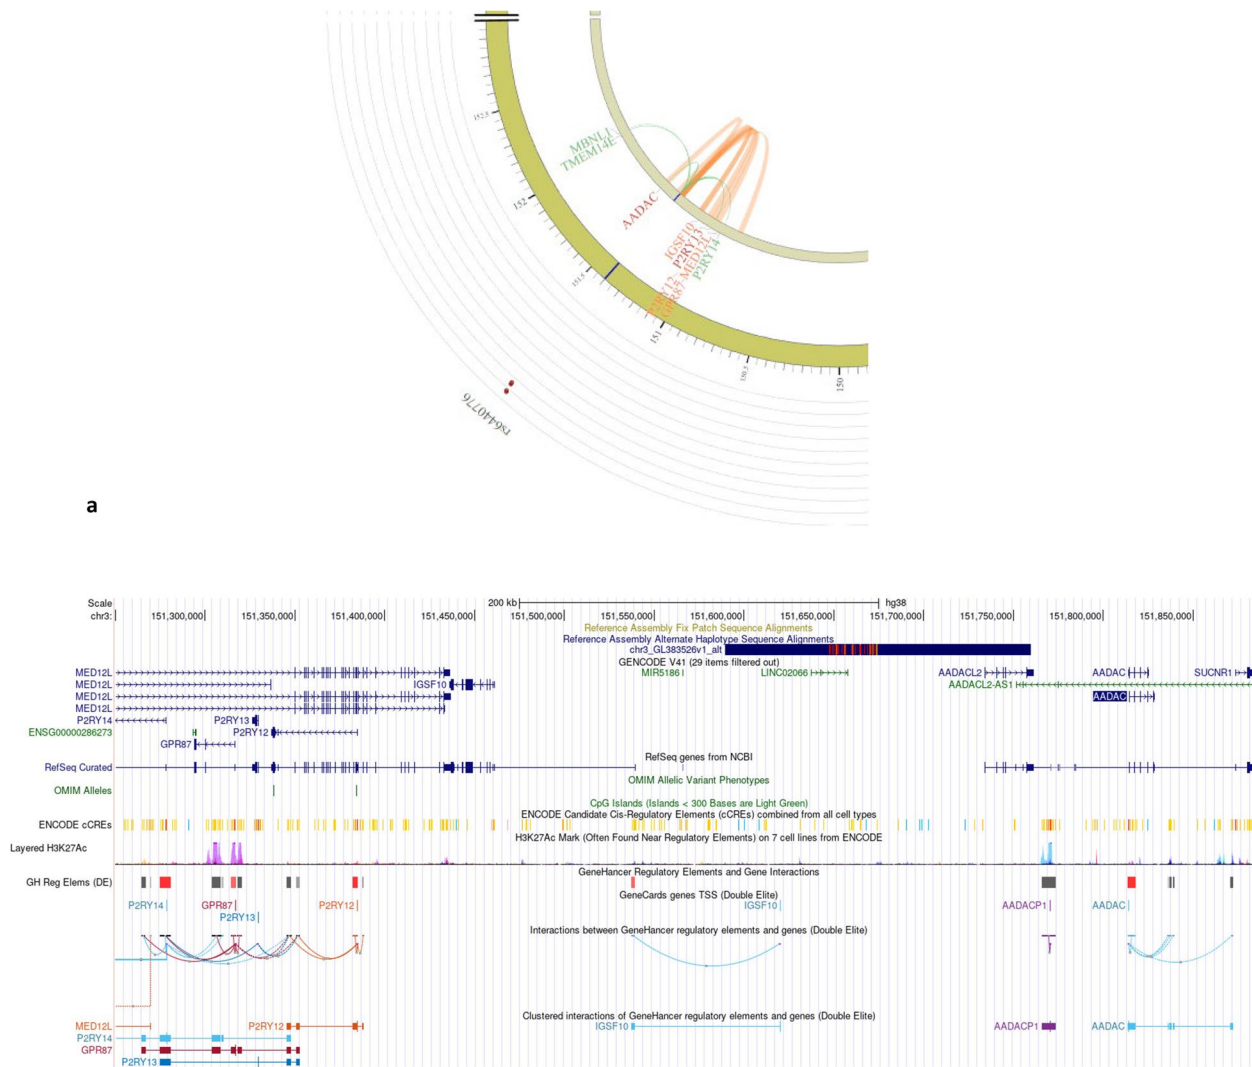 152.5
MBNL1
TMEM14E
152
AADAC
151.5
IGSF10
P2RY13
P2RY12-MED12L
GPR87
P2RY14
151
150.5
150
rs6440776
a
Scale 200 kb hg38
chr3: 151,300,000 151,350,000 151,400,000 151,450,000 151,500,000 151,550,000 151,600,000 151,650,000 151,700,000 151,750,000 151,800,000 151,850,000
Reference Assembly Fix Patch Sequence Alignments
Reference Assembly Alternate Haplotype Sequence Alignments
chr3_GL383526v1_alt
GENCODE V41 (29 items filtered out)
MED12L MIR5186 LINC02066 AADACL2 AADAC SUCNR1
MED12L IGSF10 AADACL2-AS1
MED12L AADAC
MED12L
P2RY14 P2RY13
ENSG00000286273 P2RY12
GPR87
RefSeq genes from NCBI
RefSeq Curated
OMIM Allelic Variant Phenotypes
OMIM Alleles
CpG Islands (Islands < 300 Bases are Light Green)
ENCODE Candidate Cis-Regulatory Elements (cCREs) combined from all cell types
ENCODE cCREs
H3K27Ac Mark (Often Found Near Regulatory Elements) on 7 cell lines from ENCODE
Layered H3K27Ac
GeneHancer Regulatory Elements and Gene Interactions
GH Reg Elems (DE)
GeneCards genes TSS (Double Elite)
P2RY14 GPR87 P2RY12 IGSF10 AADACP1 AADAC
P2RY13
Interactions between GeneHancer regulatory elements and genes (Double Elite)
Clustered interactions of GeneHancer regulatory elements and genes (Double Elite)
MED12L P2RY12 IGSF10 AADACP1 AADAC
P2RY14
GPR87
P2RY13